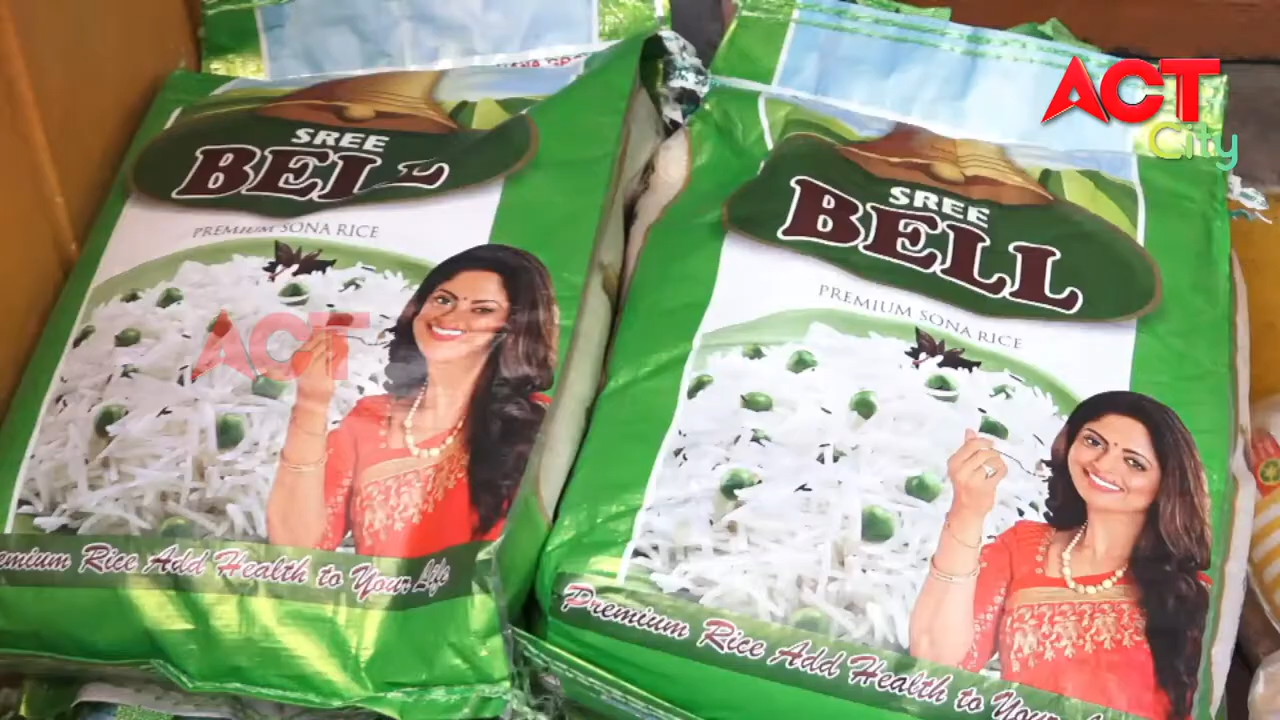 SREE
BELL
PREMIUM SONA RICE
ACT
Premium Rice Add Health to Your Life
SREE
BELL
PREMIUM SONA RICE
Premium Rice Add Health to Your
ACT
City